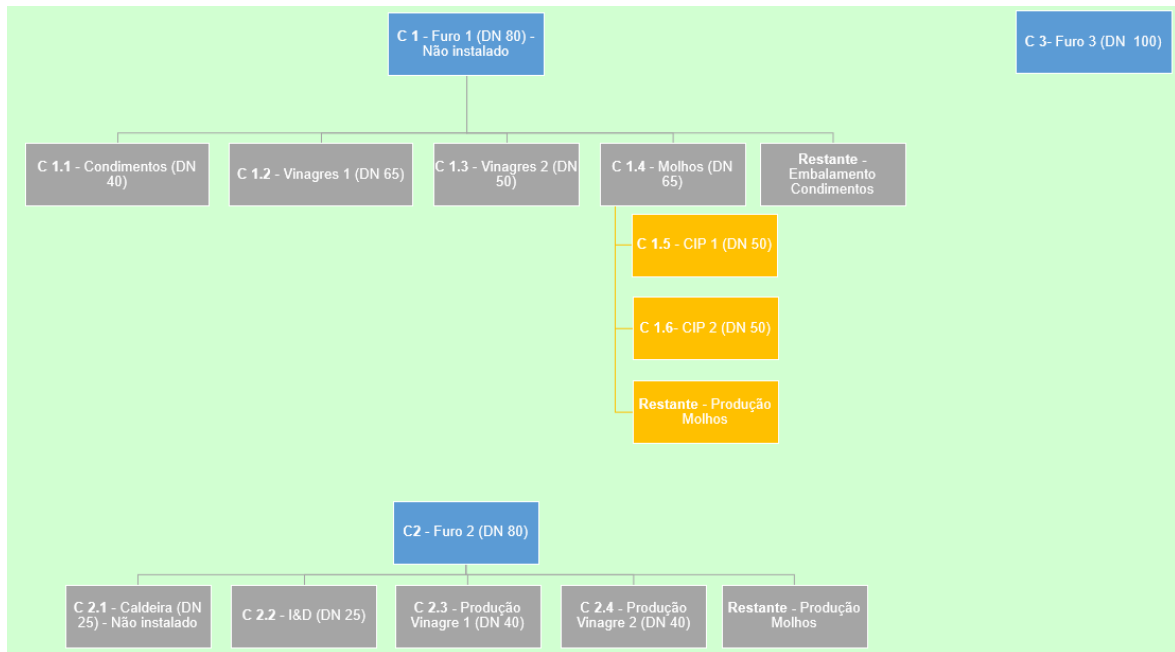 C 1 - Furo 1 (DN 80) -
Não instalado
C 3- Furo 3 (DN 100)
C 1.1 - Condimentos (DN
40)
C 1.2 - Vinagres 1 (DN 65)
C 1.3 - Vinagres 2 (DN
50)
C 1.4 - Molhos (DN
65)
Restante -
Embalamento
Condimentos
C 1.5 - CIP 1 (DN 50)
C 1.6- CIP 2 (DN 50)
Restante - Produção
Molhos
C2 - Furo 2 (DN 80)
C 2.1 - Caldeira (DN
25) - Não instalado
C 2.2 - I&D (DN 25)
C 2.3 - Produção
Vinagre 1 (DN 40)
C 2.4 - Produção
Vinagre 2 (DN 40)
Restante - Produção
Molhos